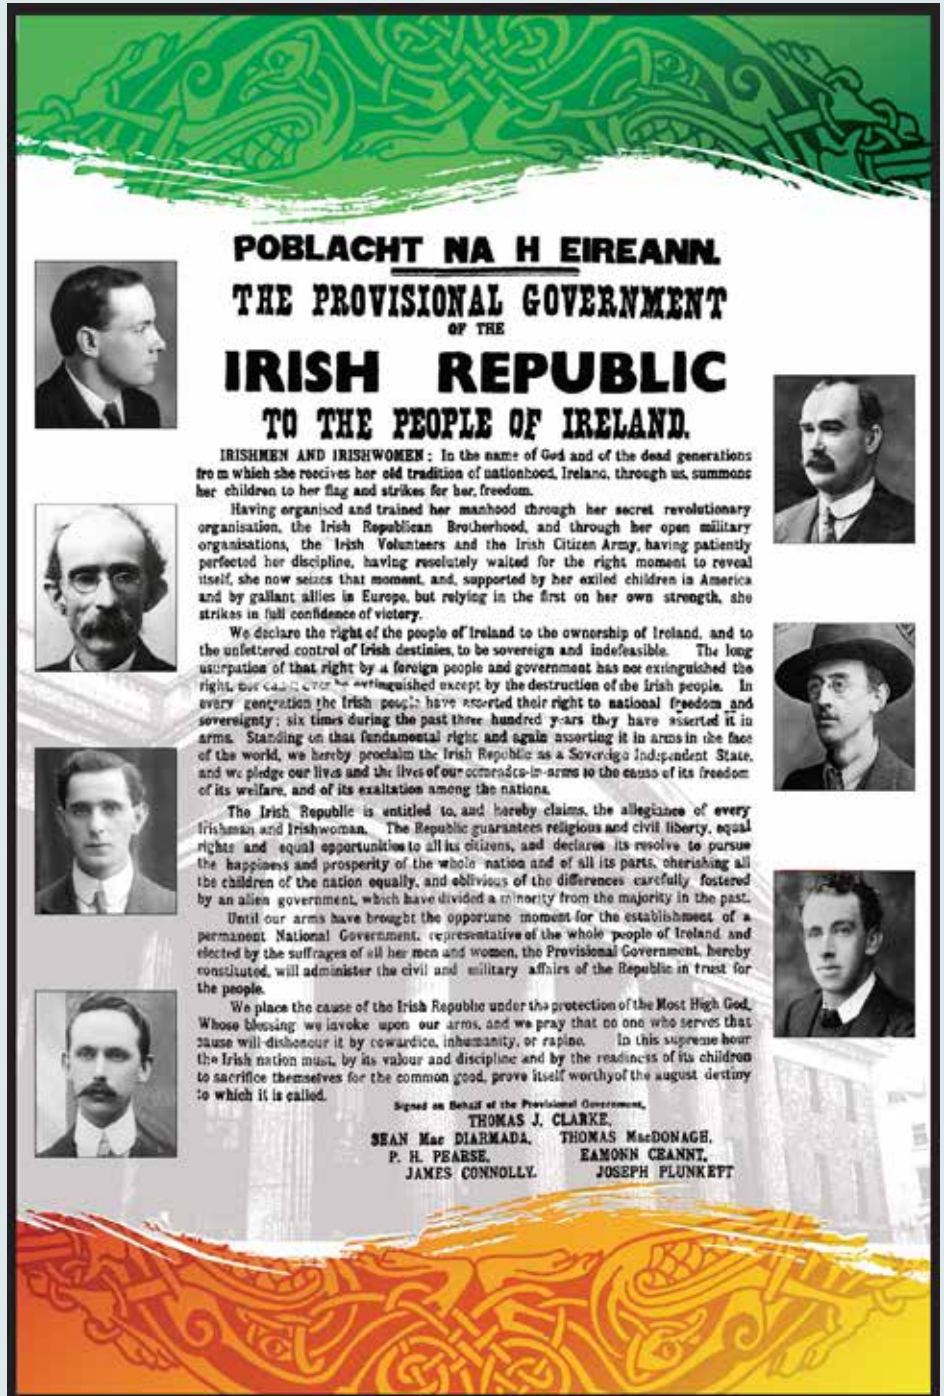 POBLACHT NA H EIREANN.
THE PROVISIONAL GOVERNMENT
OF THE
IRISH REPUBLIC
TO THE PEOPLE OF IRELAND.
IRISHMEN AND IRISHWOMEN: In the name of God and of the dead generations
from which she receives her old tradition of nationhood, Ireland, through us, summons
her children to her flag and strikes for her freedom.
Having organised and trained her manhood through her secret revolutionary
organisation, the Irish Republican Brotherhood, and through her open military
organisations, the Irish Volunteers and the Irish Citizen Army, having patiently
perfected her discipline, having resolutely waited for the right moment to reveal
itself, she now seizes that moment, and, supported by her exiled children in America
and by gallant allies in Europe, but relying in the first on her own strength, she
strikes in full confidence of victory.
We declare the right of the people of Ireland to the ownership of Ireland, and to
the unfettered control of Irish destinies, to be sovereign and indefeasible. The long
usurpation of that right by a foreign people and government has not extinguished the
right, nor can it ever be extinguished except by the destruction of the Irish people. In
every generation the Irish people have asserted their right to national freedom and
sovereignty; six times during the past three hundred years they have asserted it in
arms. Standing on that fundamental right and again asserting it in arms in the face
of the world, we hereby proclaim the Irish Republic as a Sovereign Independent State,
and we pledge our lives and the lives of our comrades-in-arms to the cause of its freedom
of its welfare, and of its exaltation among the nations.
The Irish Republic is entitled to, and hereby claims, the allegiance of every
Irishman and Irishwoman. The Republic guarantees religious and civil liberty, equal
rights and equal opportunities to all its citizens, and declares its resolve to pursue
the happiness and prosperity of the whole nation and of all its parts, cherishing all
the children of the nation equally, and oblivious of the differences carefully fostered
by an alien government, which have divided a minority from the majority in the past.
Until our arms have brought the opportune moment for the establishment of a
permanent National Government, representative of the whole people of Ireland and
elected by the suffrages of all her men and women, the Provisional Government, hereby
constituted, will administer the civil and military affairs of the Republic in trust for
the people.
We place the cause of the Irish Republic under the protection of the Most High God,
Whose blessing we invoke upon our arms, and we pray that no one who serves that
cause will dishonour it by cowardice, inhumanity, or rapine. In this supreme hour
the Irish nation must, by its valour and discipline and by the readiness of its children
to sacrifice themselves for the common good, prove itself worthy of the august destiny
to which it is called.
Signed on Behalf of the Provisional Government,
THOMAS J. CLARKE,
SEAN Mac DIARMADA, THOMAS MacDONAGH,
P. H. PEARSE, EAMONN CEANNT,
JAMES CONNOLLY. JOSEPH PLUNKETT